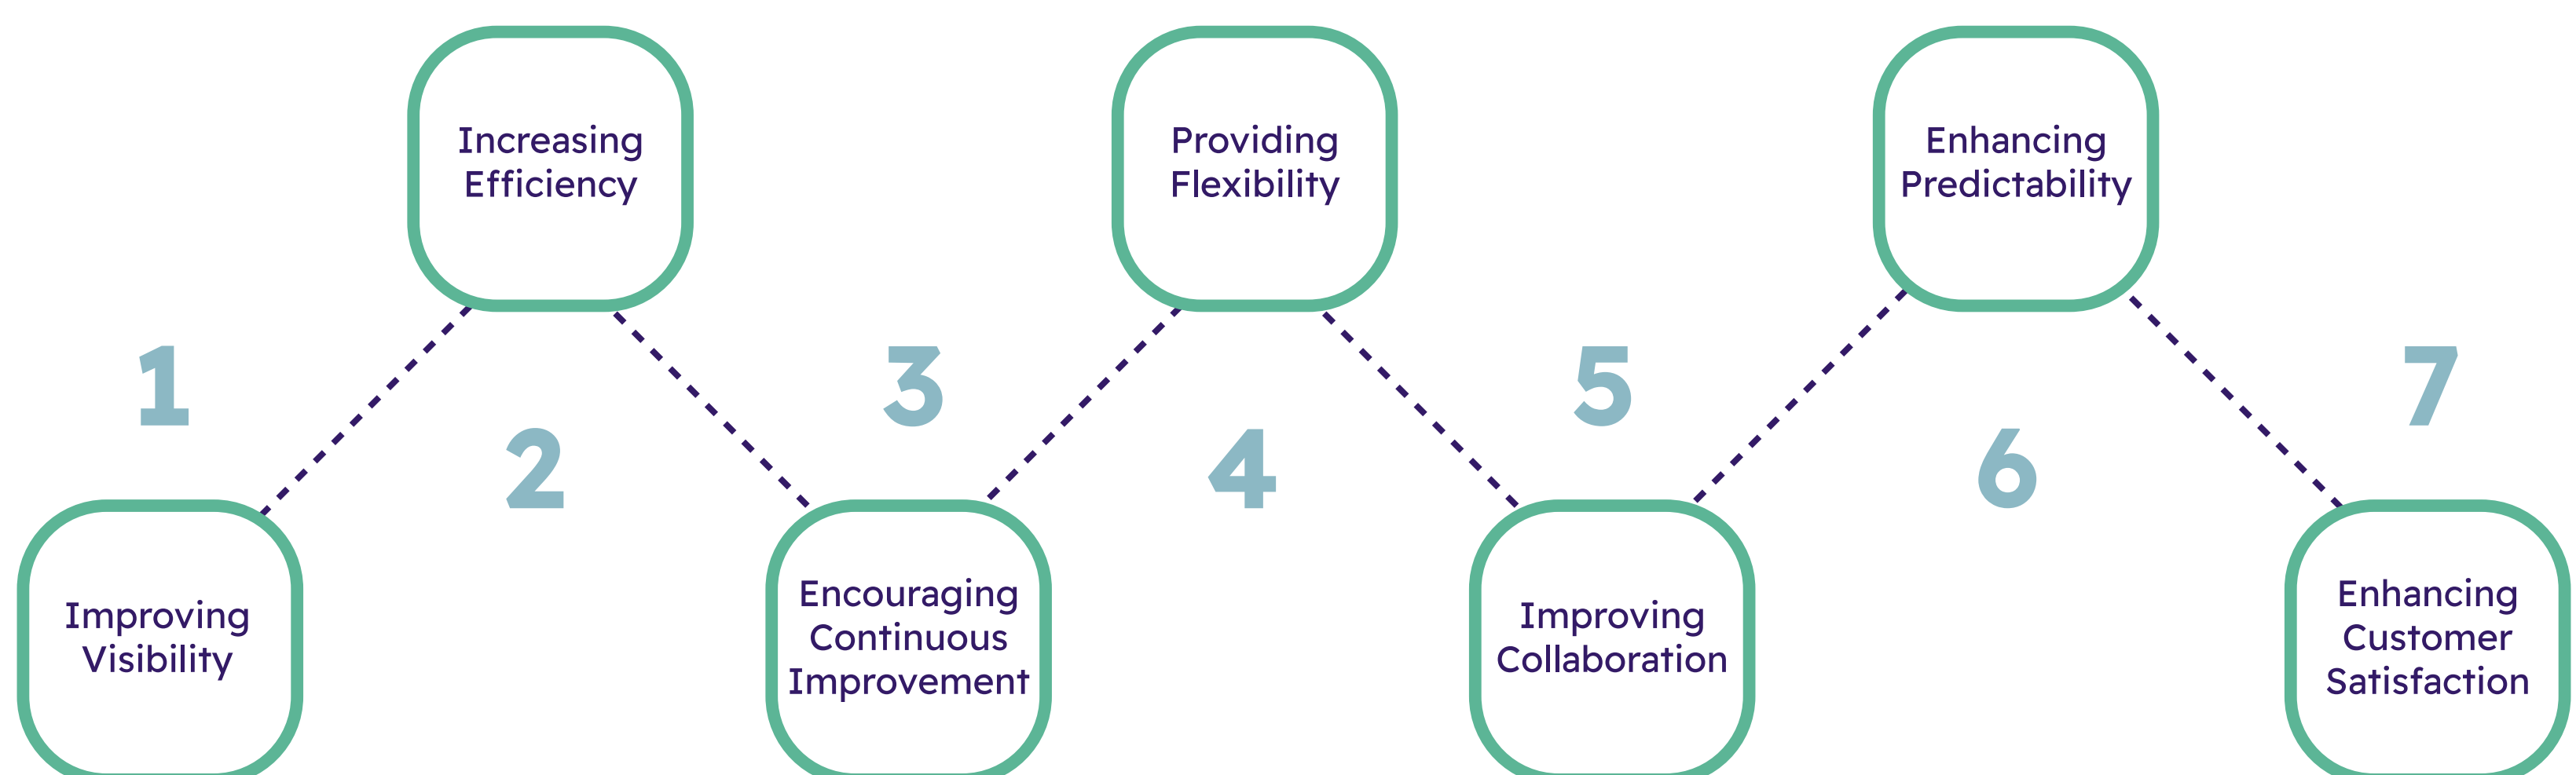 1
Improving
Visibility
2
Increasing
Efficiency
3
Encouraging
Continuous
Improvement
4
Providing
Flexibility
5
Improving
Collaboration
6
Enhancing
Predictability
7
Enhancing
Customer
Satisfaction